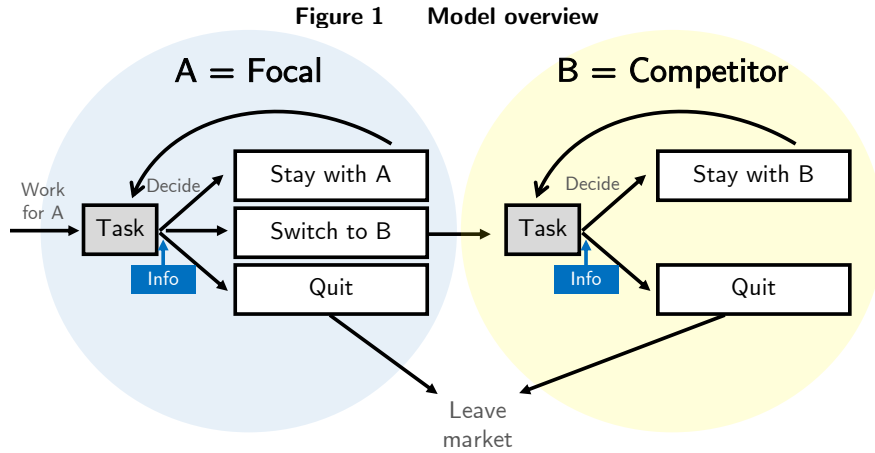 Figure 1 Model overview
A = Focal
B = Competitor
Work
for A
Task
Decide
Info
Stay with A
Switch to B
Quit
Task
Decide
Info
Stay with B
Quit
Leave
market